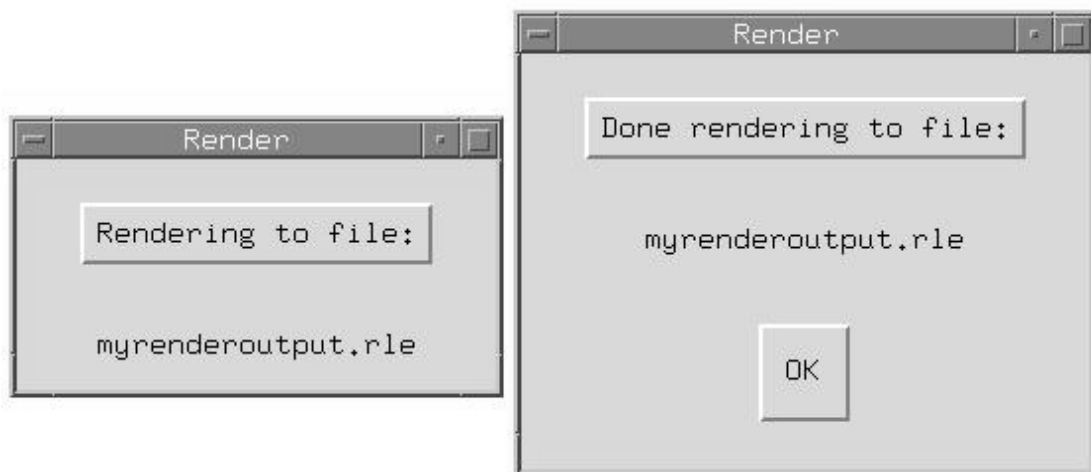 Render
Rendering to file:
myrenderoutput.rle
Render
Done rendering to file:
myrenderoutput.rle
OK